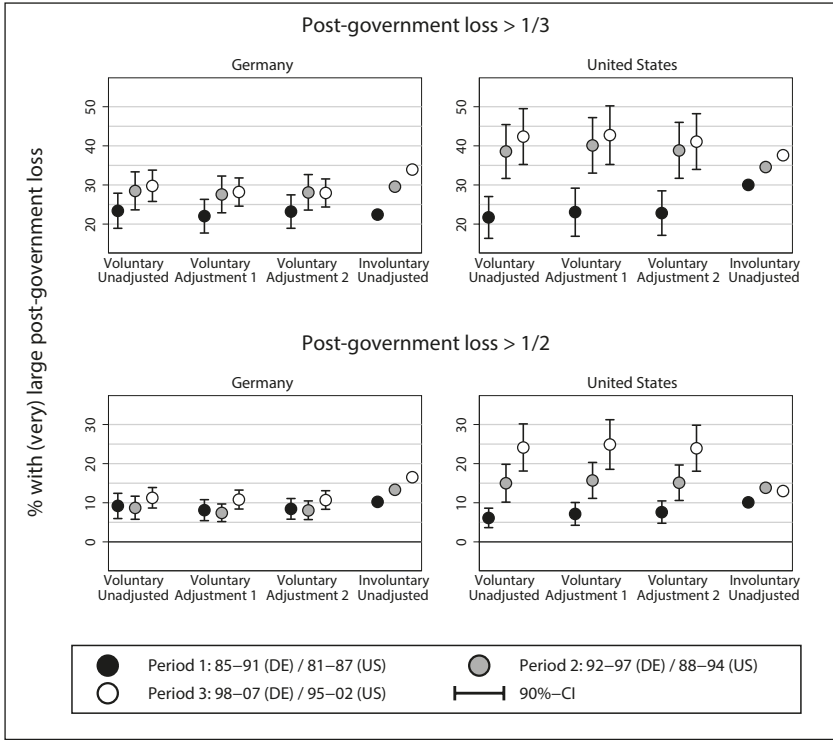 Post-government loss > 1/3
Germany
United States
50
40
30
20
Voluntary Unadjusted
Voluntary Adjustment 1
Voluntary Adjustment 2
Involuntary Unadjusted
50
40
30
20
Voluntary Unadjusted
Voluntary Adjustment 1
Voluntary Adjustment 2
Involuntary Unadjusted
% with (very) large post-government loss
Post-government loss > 1/2
Germany
United States
30
20
10
0
Voluntary Unadjusted
Voluntary Adjustment 1
Voluntary Adjustment 2
Involuntary Unadjusted
30
20
10
0
Voluntary Unadjusted
Voluntary Adjustment 1
Voluntary Adjustment 2
Involuntary Unadjusted
Period 1: 85–91 (DE) / 81–87 (US)
Period 2: 92–97 (DE) / 88–94 (US)
Period 3: 98–07 (DE) / 95–02 (US)
90%–CI